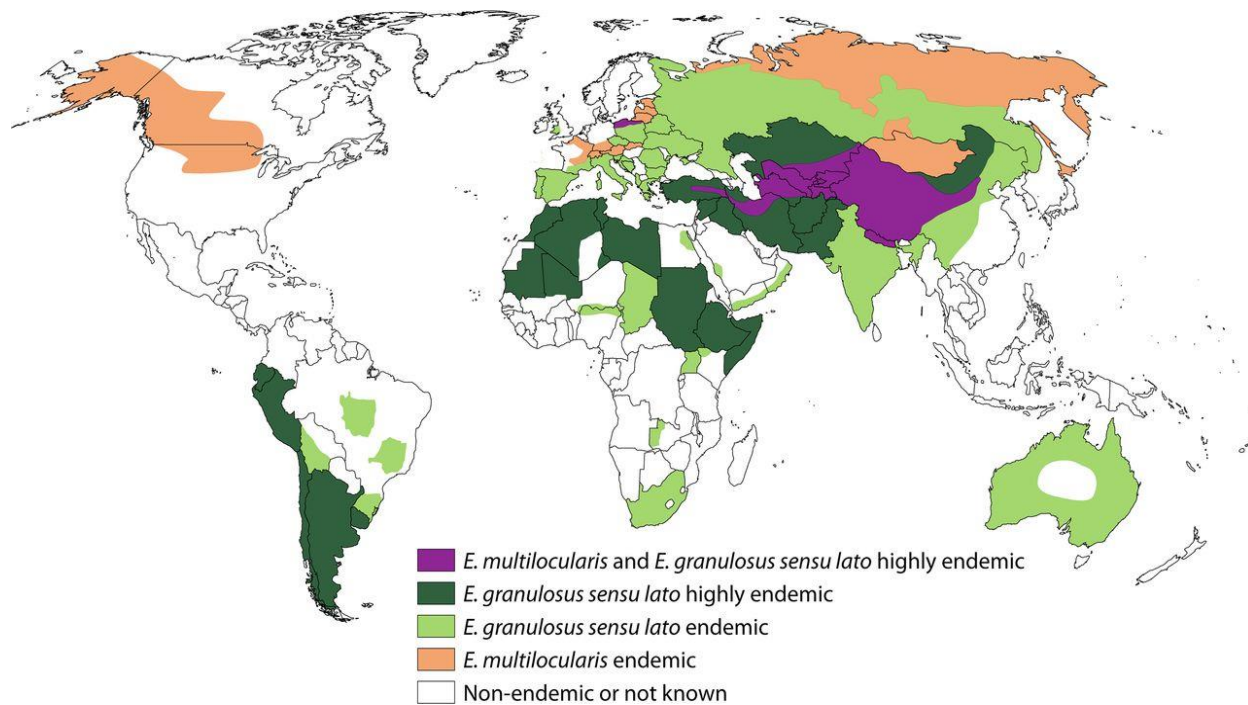 E. multilocularis and E. granulosus sensu lato highly endemic
E. granulosus sensu lato highly endemic
E. granulosus sensu lato endemic
E. multilocularis endemic
Non-endemic or not known